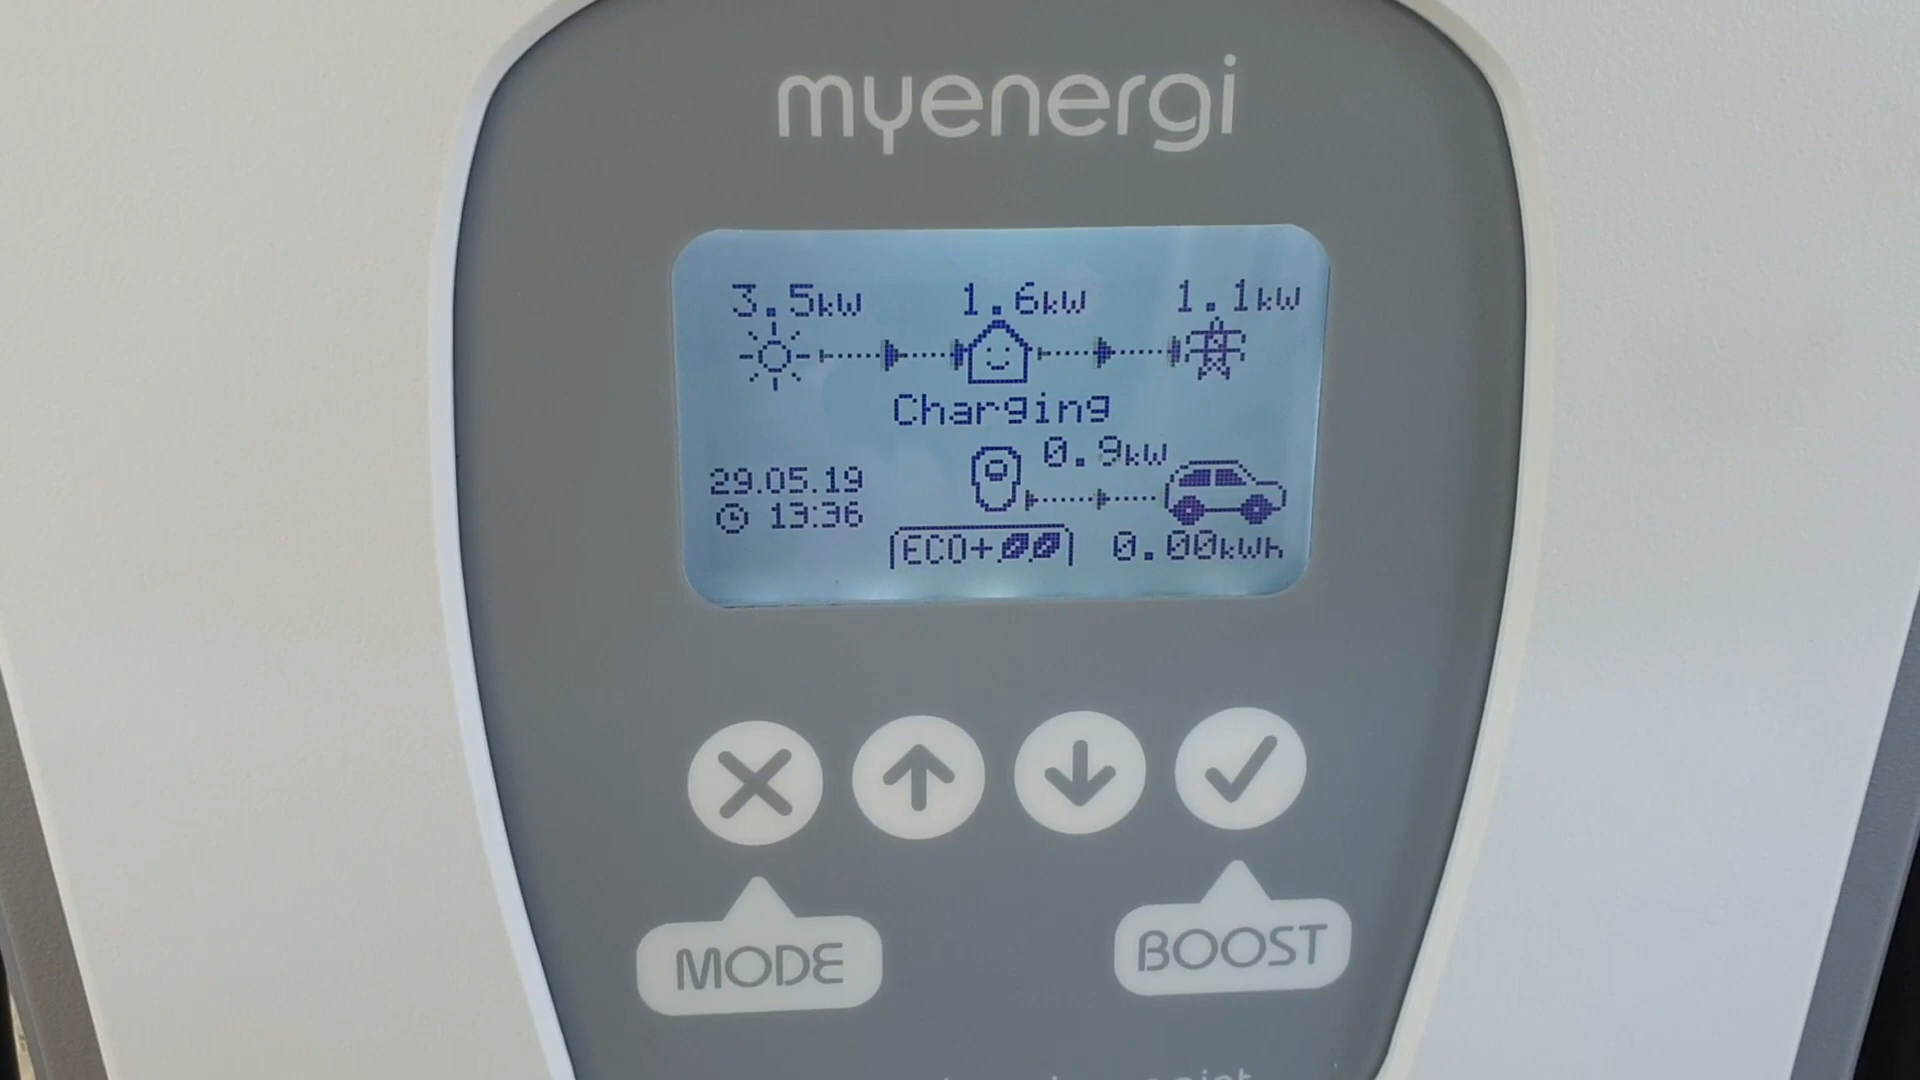 myenergi
3.5kW 1.6kW 1.1kW
Charging
0.9kW
29.05.19
13:36
ECO+ 0.00kWh
MODE BOOST